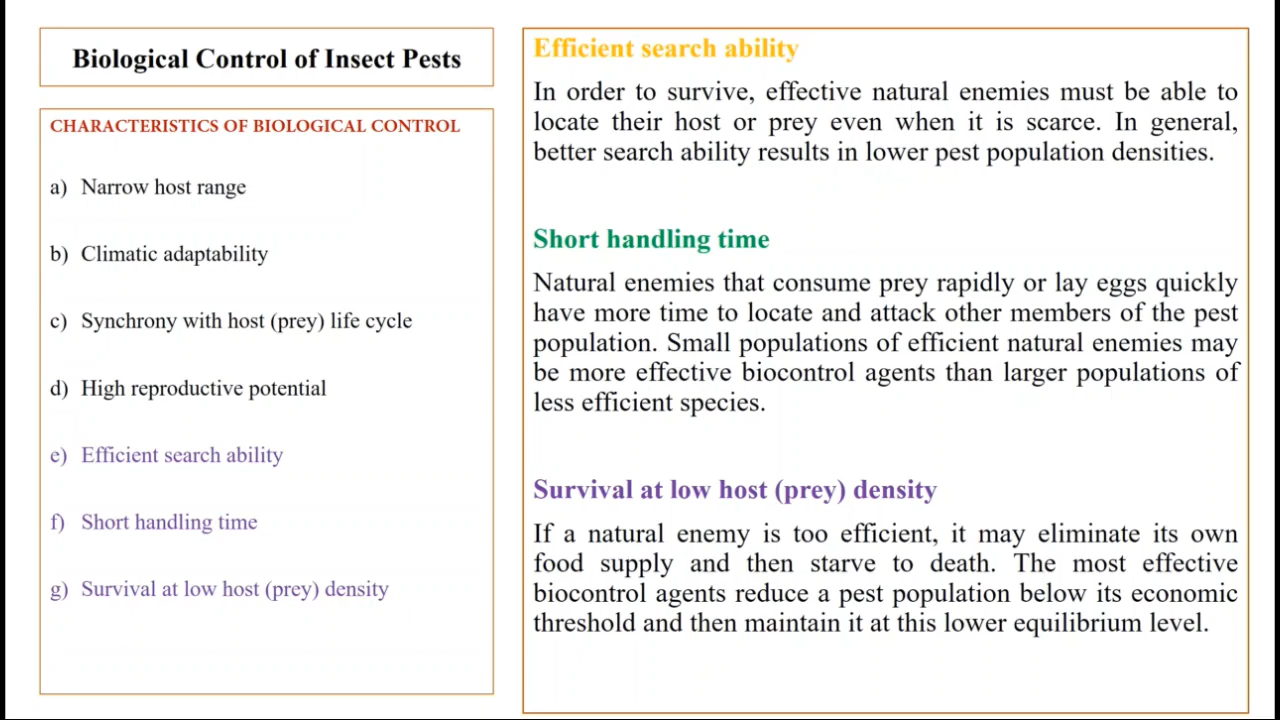 Biological Control of Insect Pests
CHARACTERISTICS OF BIOLOGICAL CONTROL
a) Narrow host range
b) Climatic adaptability
c) Synchrony with host (prey) life cycle
d) High reproductive potential
e) Efficient search ability
f) Short handling time
g) Survival at low host (prey) density
Efficient search ability
In order to survive, effective natural enemies must be able to
locate their host or prey even when it is scarce. In general,
better search ability results in lower pest population densities.
Short handling time
Natural enemies that consume prey rapidly or lay eggs quickly
have more time to locate and attack other members of the pest
population. Small populations of efficient natural enemies may
be more effective biocontrol agents than larger populations of
less efficient species.
Survival at low host (prey) density
If a natural enemy is too efficient, it may eliminate its own
food supply and then starve to death. The most effective
biocontrol agents reduce a pest population below its economic
threshold and then maintain it at this lower equilibrium level.